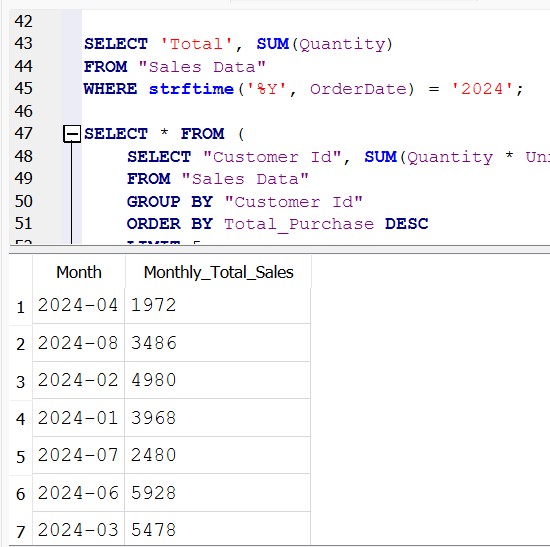 42
43 SELECT 'Total', SUM(Quantity)
44 FROM "Sales Data"
45 WHERE strftime('%Y', OrderDate) = '2024';
46
47 SELECT * FROM (
48 SELECT "Customer Id", SUM(Quantity *
49 FROM "Sales Data"
50 GROUP BY "Customer Id"
51 ORDER BY Total_Purchase DESC
Month Monthly_Total_Sales
1 2024-04 1972
2 2024-08 3486
3 2024-02 4980
4 2024-01 3968
5 2024-07 2480
6 2024-06 5928
7 2024-03 5478